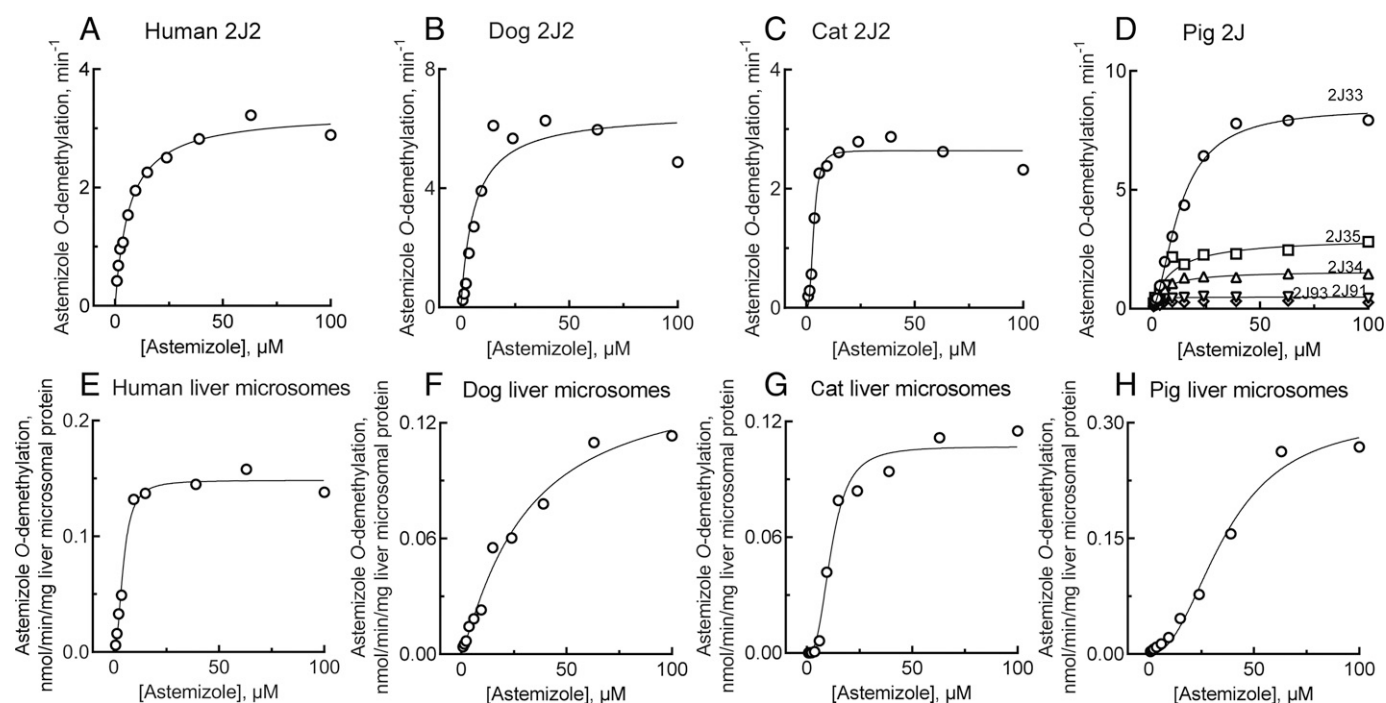 A Human 2J2
Astemizole O-demethylation, min⁻¹
4
3
2
1
0
0 50 100
[Astemizole], µM
B Dog 2J2
Astemizole O-demethylation, min⁻¹
8
4
0
0 50 100
[Astemizole], µM
C Cat 2J2
Astemizole O-demethylation, min⁻¹
4
2
0
0 50 100
[Astemizole], µM
D Pig 2J
Astemizole O-demethylation, min⁻¹
10
5
0
2J33
2J35
2J34
2J93 2J91
0 50 100
[Astemizole], µM
E Human liver microsomes
Astemizole O-demethylation,
nmol/min/mg liver microsomal protein
0.2
0.1
0.0
0 50 100
[Astemizole], µM
F Dog liver microsomes
Astemizole O-demethylation,
nmol/min/mg liver microsomal protein
0.12
0.06
0.00
0 50 100
[Astemizole], µM
G Cat liver microsomes
Astemizole O-demethylation,
nmol/min/mg liver microsomal protein
0.12
0.06
0.00
0 50 100
[Astemizole], µM
H Pig liver microsomes
Astemizole O-demethylation,
nmol/min/mg liver microsomal protein
0.30
0.15
0.00
0 50 100
[Astemizole], µM